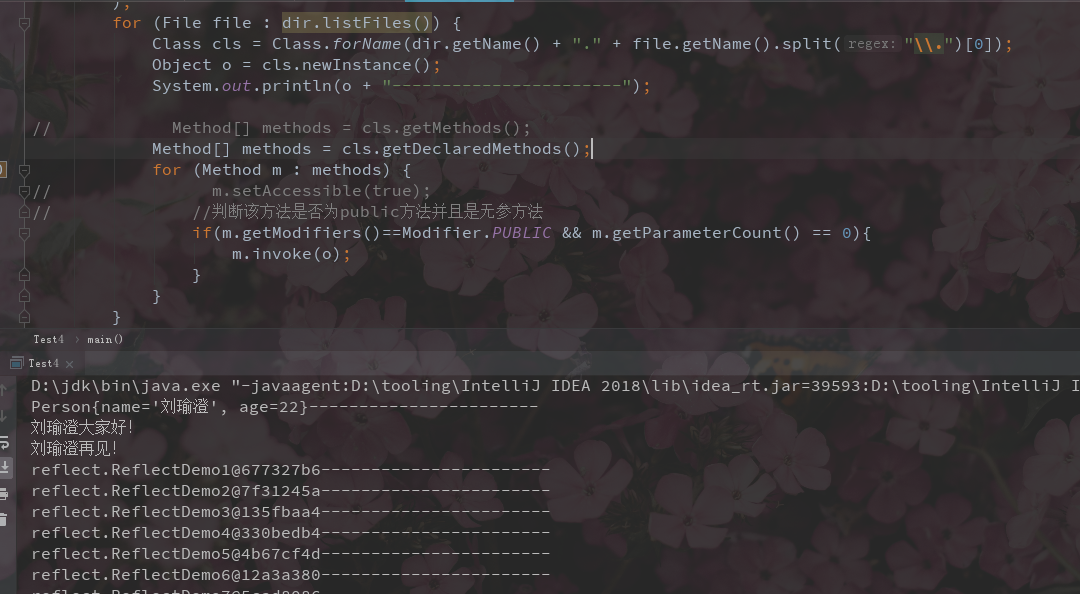 );
for (File file : dir.listFiles()) {
Class cls = Class.forName(dir.getName() + "." + file.getName().split( regex: "\\.")[0]);
Object o = cls.newInstance();
System.out.println(o + "-----------------------");
// Method[] methods = cls.getMethods();
Method[] methods = cls.getDeclaredMethods();
for (Method m : methods) {
// m.setAccessible(true);
// //判断该方法是否为public方法并且是无参方法
if(m.getModifiers()==Modifier.PUBLIC && m.getParameterCount() == 0){
m.invoke(o);
}
}
}
Test4 › main()
Test4 ×
D:\jdk\bin\java.exe "-javaagent:D:\tooling\IntelliJ IDEA 2018\lib\idea_rt.jar=39593:D:\tooling\IntelliJ I
Person{name='刘瑜澄', age=22}-----------------------
刘瑜澄大家好!
刘瑜澄再见!
reflect.ReflectDemo1@677327b6-----------------------
reflect.ReflectDemo2@7f31245a-----------------------
reflect.ReflectDemo3@135fbaa4-----------------------
reflect.ReflectDemo4@330bedb4-----------------------
reflect.ReflectDemo5@4b67cf4d-----------------------
reflect.ReflectDemo6@12a3a380-----------------------